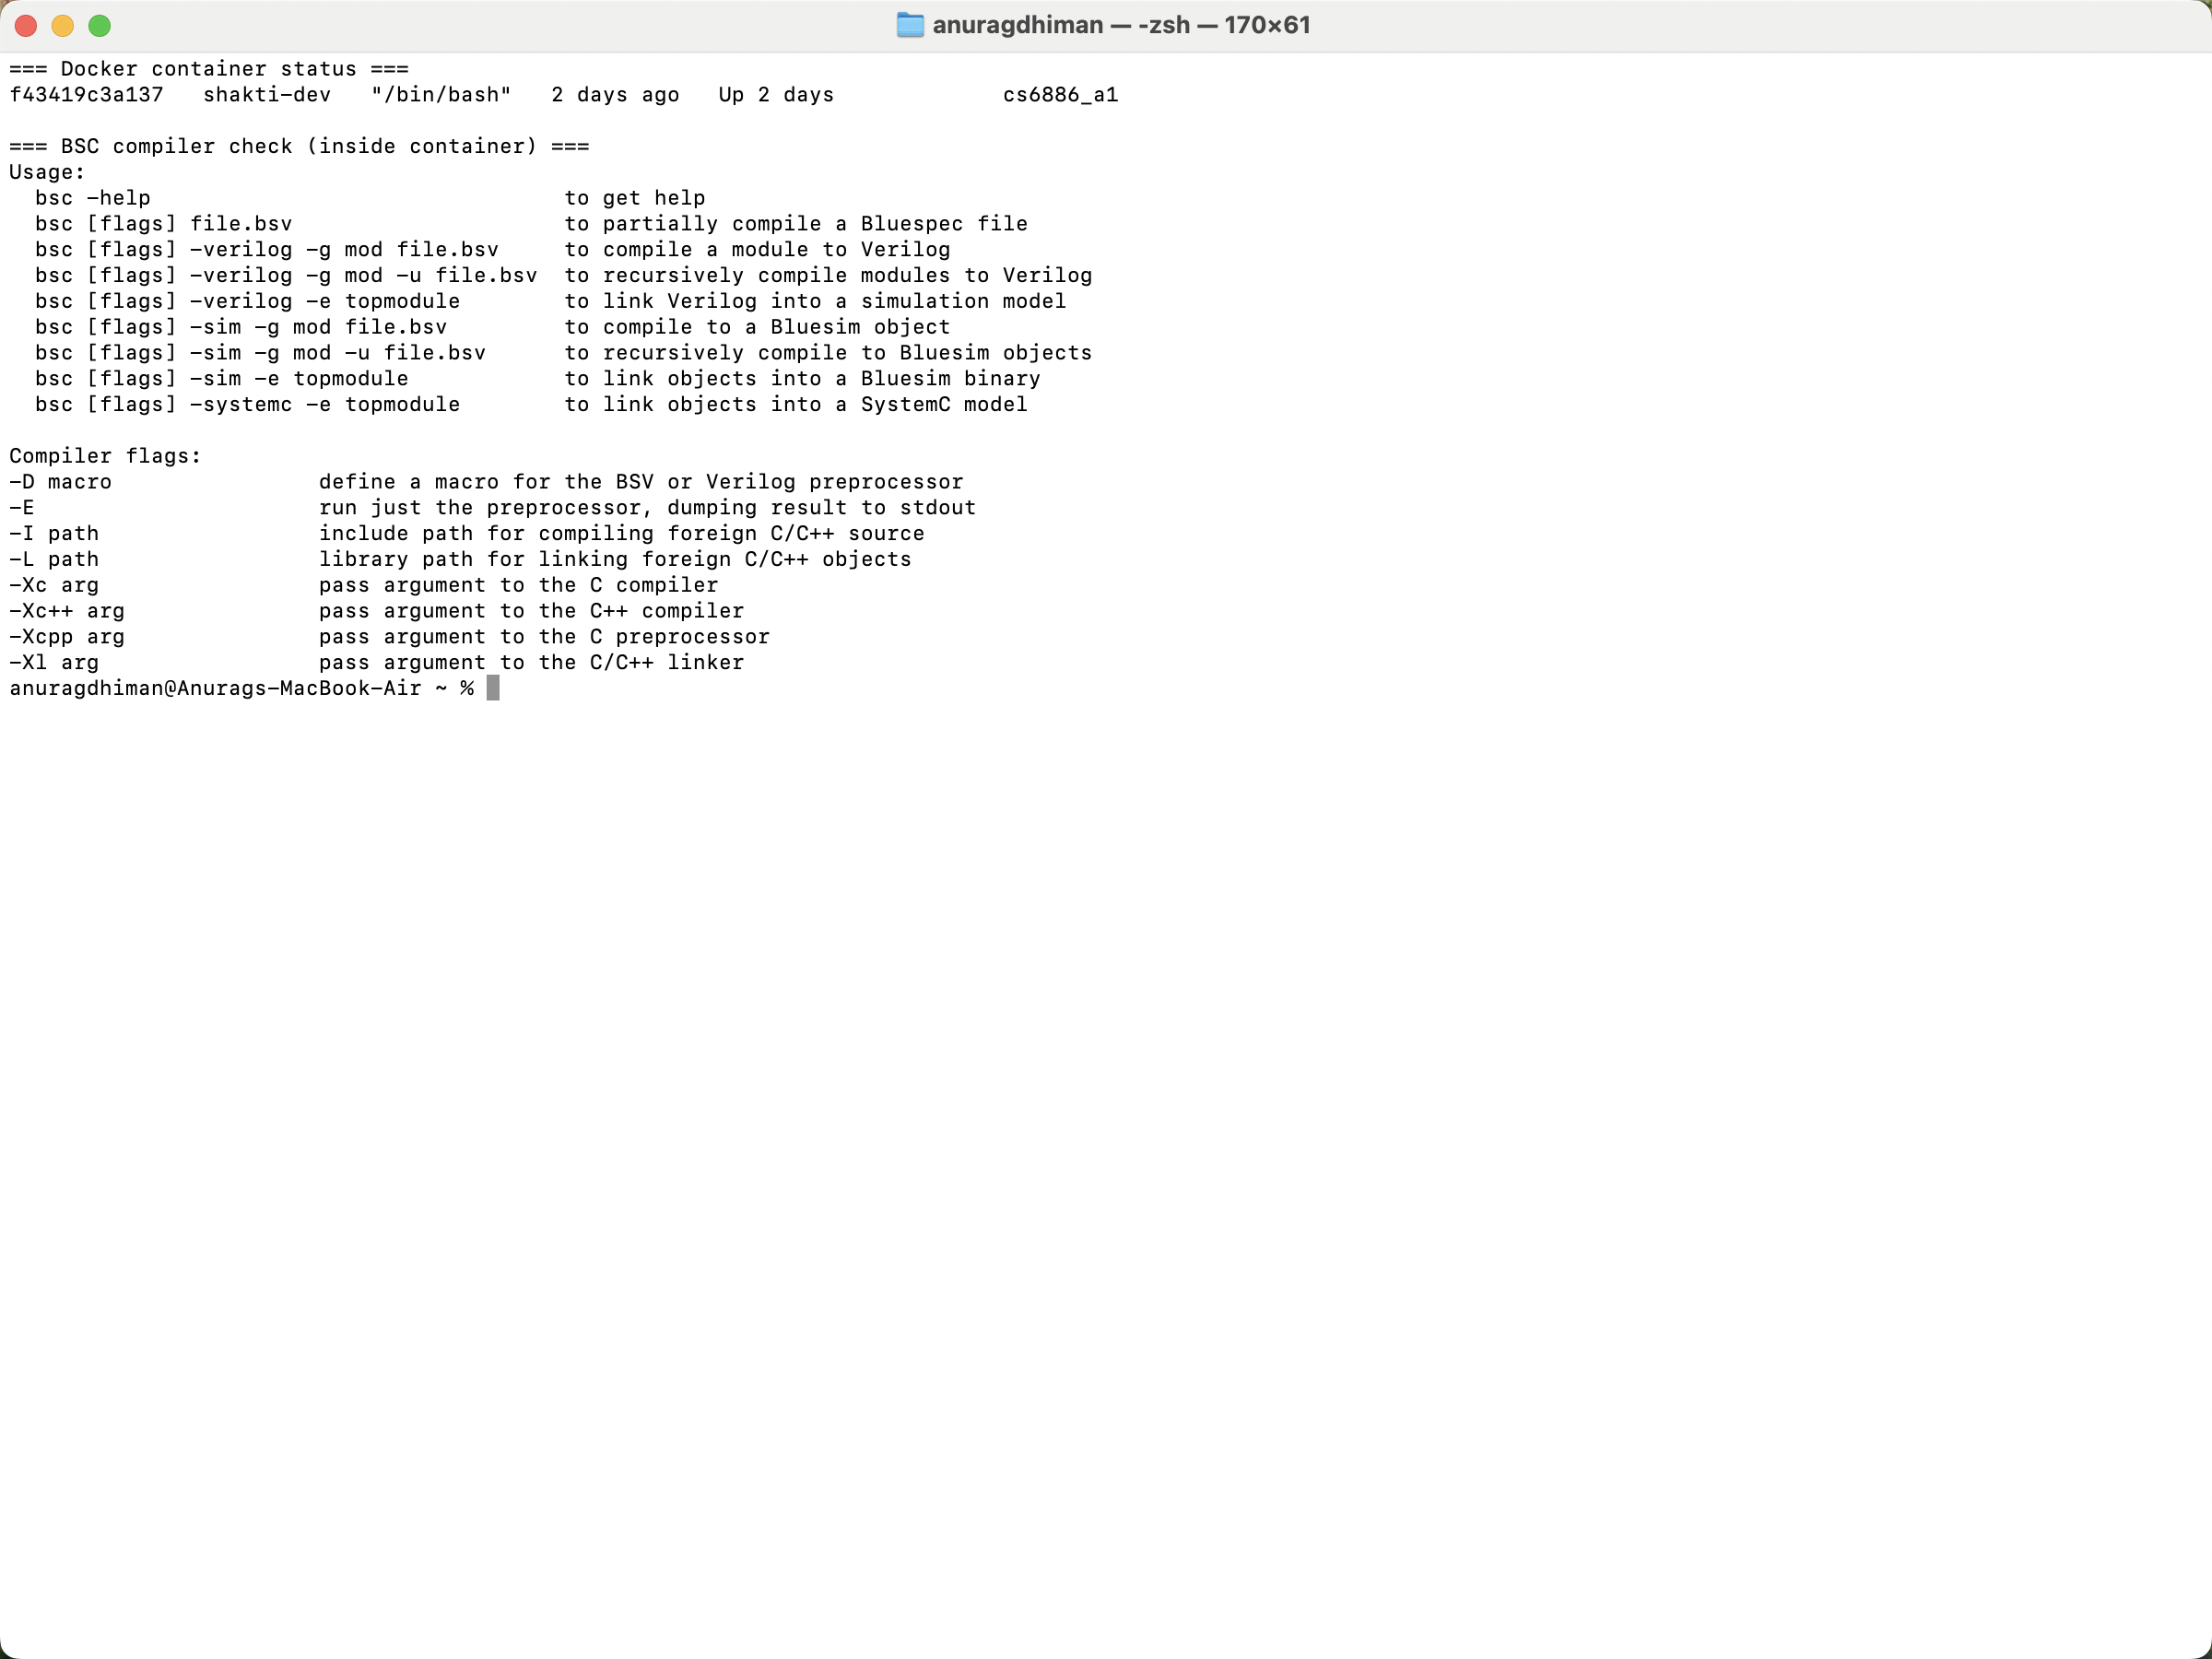 anuragdhiman — -zsh — 170×61
=== Docker container status ===
f43419c3a137   shakti-dev   "/bin/bash"   2 days ago   Up 2 days             cs6886_a1

=== BSC compiler check (inside container) ===
Usage:
  bsc -help                                to get help
  bsc [flags] file.bsv                     to partially compile a Bluespec file
  bsc [flags] -verilog -g mod file.bsv     to compile a module to Verilog
  bsc [flags] -verilog -g mod -u file.bsv  to recursively compile modules to Verilog
  bsc [flags] -verilog -e topmodule        to link Verilog into a simulation model
  bsc [flags] -sim -g mod file.bsv         to compile to a Bluesim object
  bsc [flags] -sim -g mod -u file.bsv      to recursively compile to Bluesim objects
  bsc [flags] -sim -e topmodule            to link objects into a Bluesim binary
  bsc [flags] -systemc -e topmodule        to link objects into a SystemC model

Compiler flags:
-D macro                define a macro for the BSV or Verilog preprocessor
-E                      run just the preprocessor, dumping result to stdout
-I path                 include path for compiling foreign C/C++ source
-L path                 library path for linking foreign C/C++ objects
-Xc arg                 pass argument to the C compiler
-Xc++ arg               pass argument to the C++ compiler
-Xcpp arg               pass argument to the C preprocessor
-Xl arg                 pass argument to the C/C++ linker
anuragdhiman@Anurags-MacBook-Air ~ %